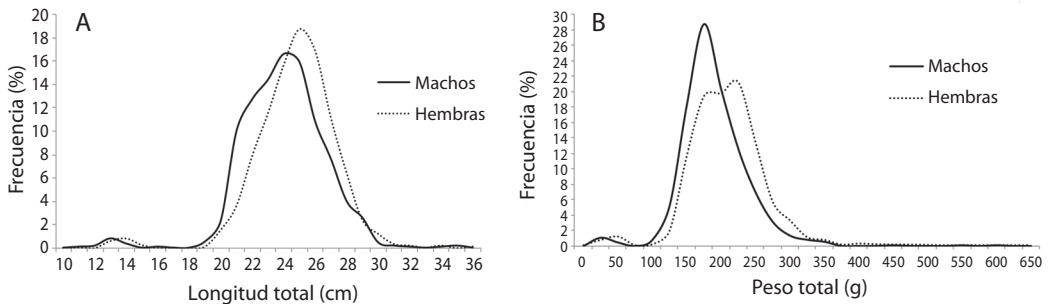 A
Frecuencia (%)
20
18
16
14
12
10
8
6
4
2
0
Machos
Hembras
10 12 14 16 18 20 22 24 26 28 30 32 34 36
Longitud total (cm)
B
Frecuencia (%)
30
28
26
24
22
20
18
16
14
12
10
8
6
4
2
0
Machos
Hembras
0 50 100 150 200 250 300 350 400 450 500 550 600 650
Peso total (g)